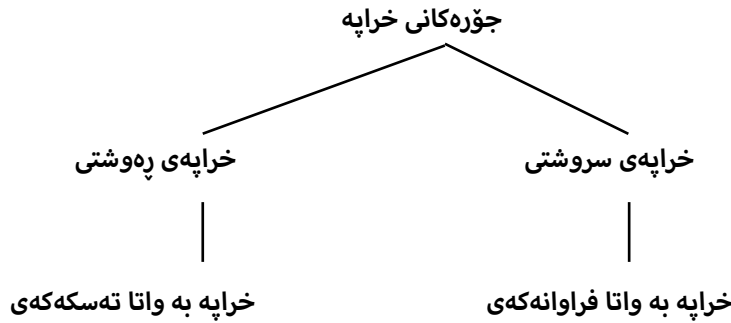 جۆرەکانی خراپە
خراپەی سروشتی
خراپەی ڕەوشتی
خراپە بە واتا فراوانەکەی
خراپە بە واتا تەسکەکەی